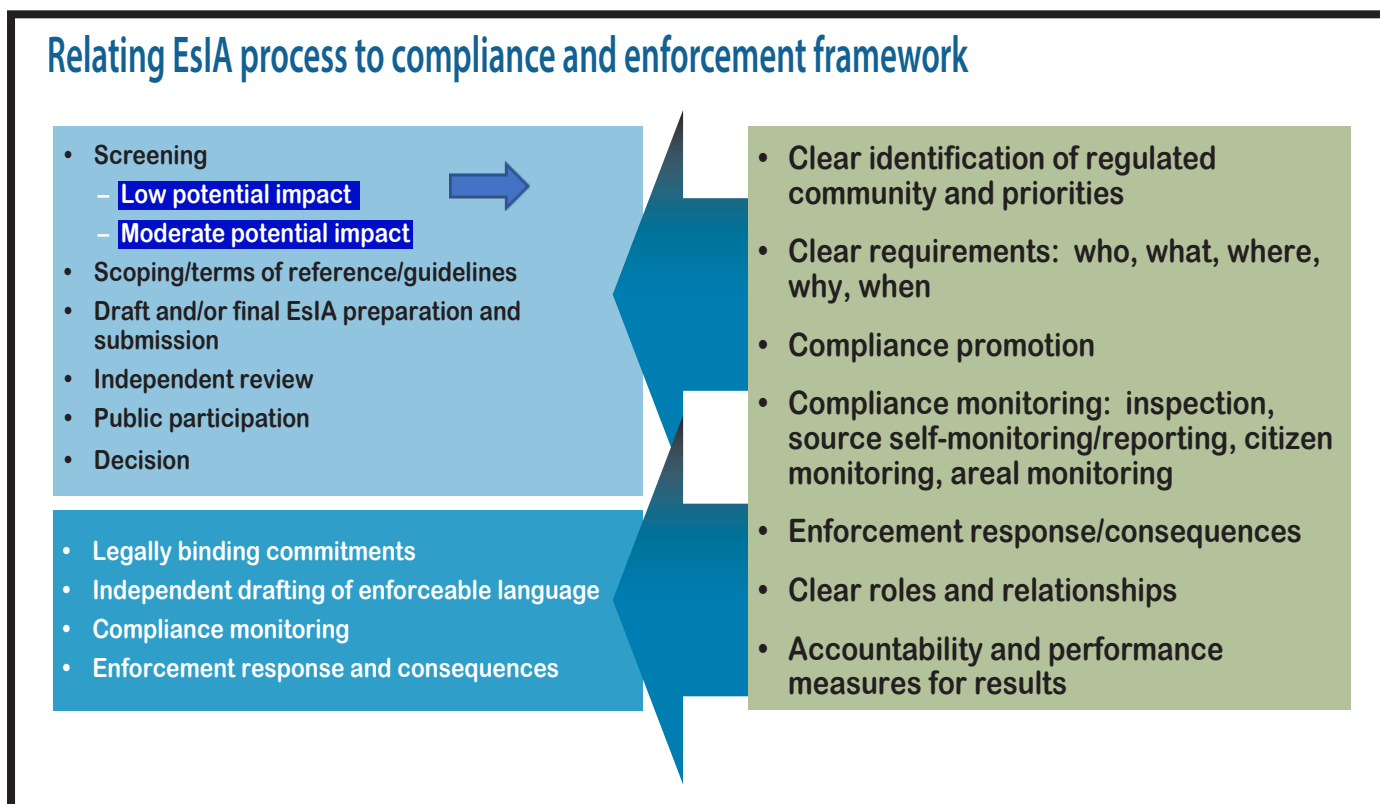 Relating EsIA process to compliance and enforcement framework
• Screening
– Low potential impact
– Moderate potential impact
• Scoping/terms of reference/guidelines
• Draft and/or final EsIA preparation and
submission
• Independent review
• Public participation
• Decision
• Legally binding commitments
• Independent drafting of enforceable language
• Compliance monitoring
• Enforcement response and consequences
• Clear identification of regulated
community and priorities
• Clear requirements: who, what, where,
why, when
• Compliance promotion
• Compliance monitoring: inspection,
source self-monitoring/reporting, citizen
monitoring, areal monitoring
• Enforcement response/consequences
• Clear roles and relationships
• Accountability and performance
measures for results